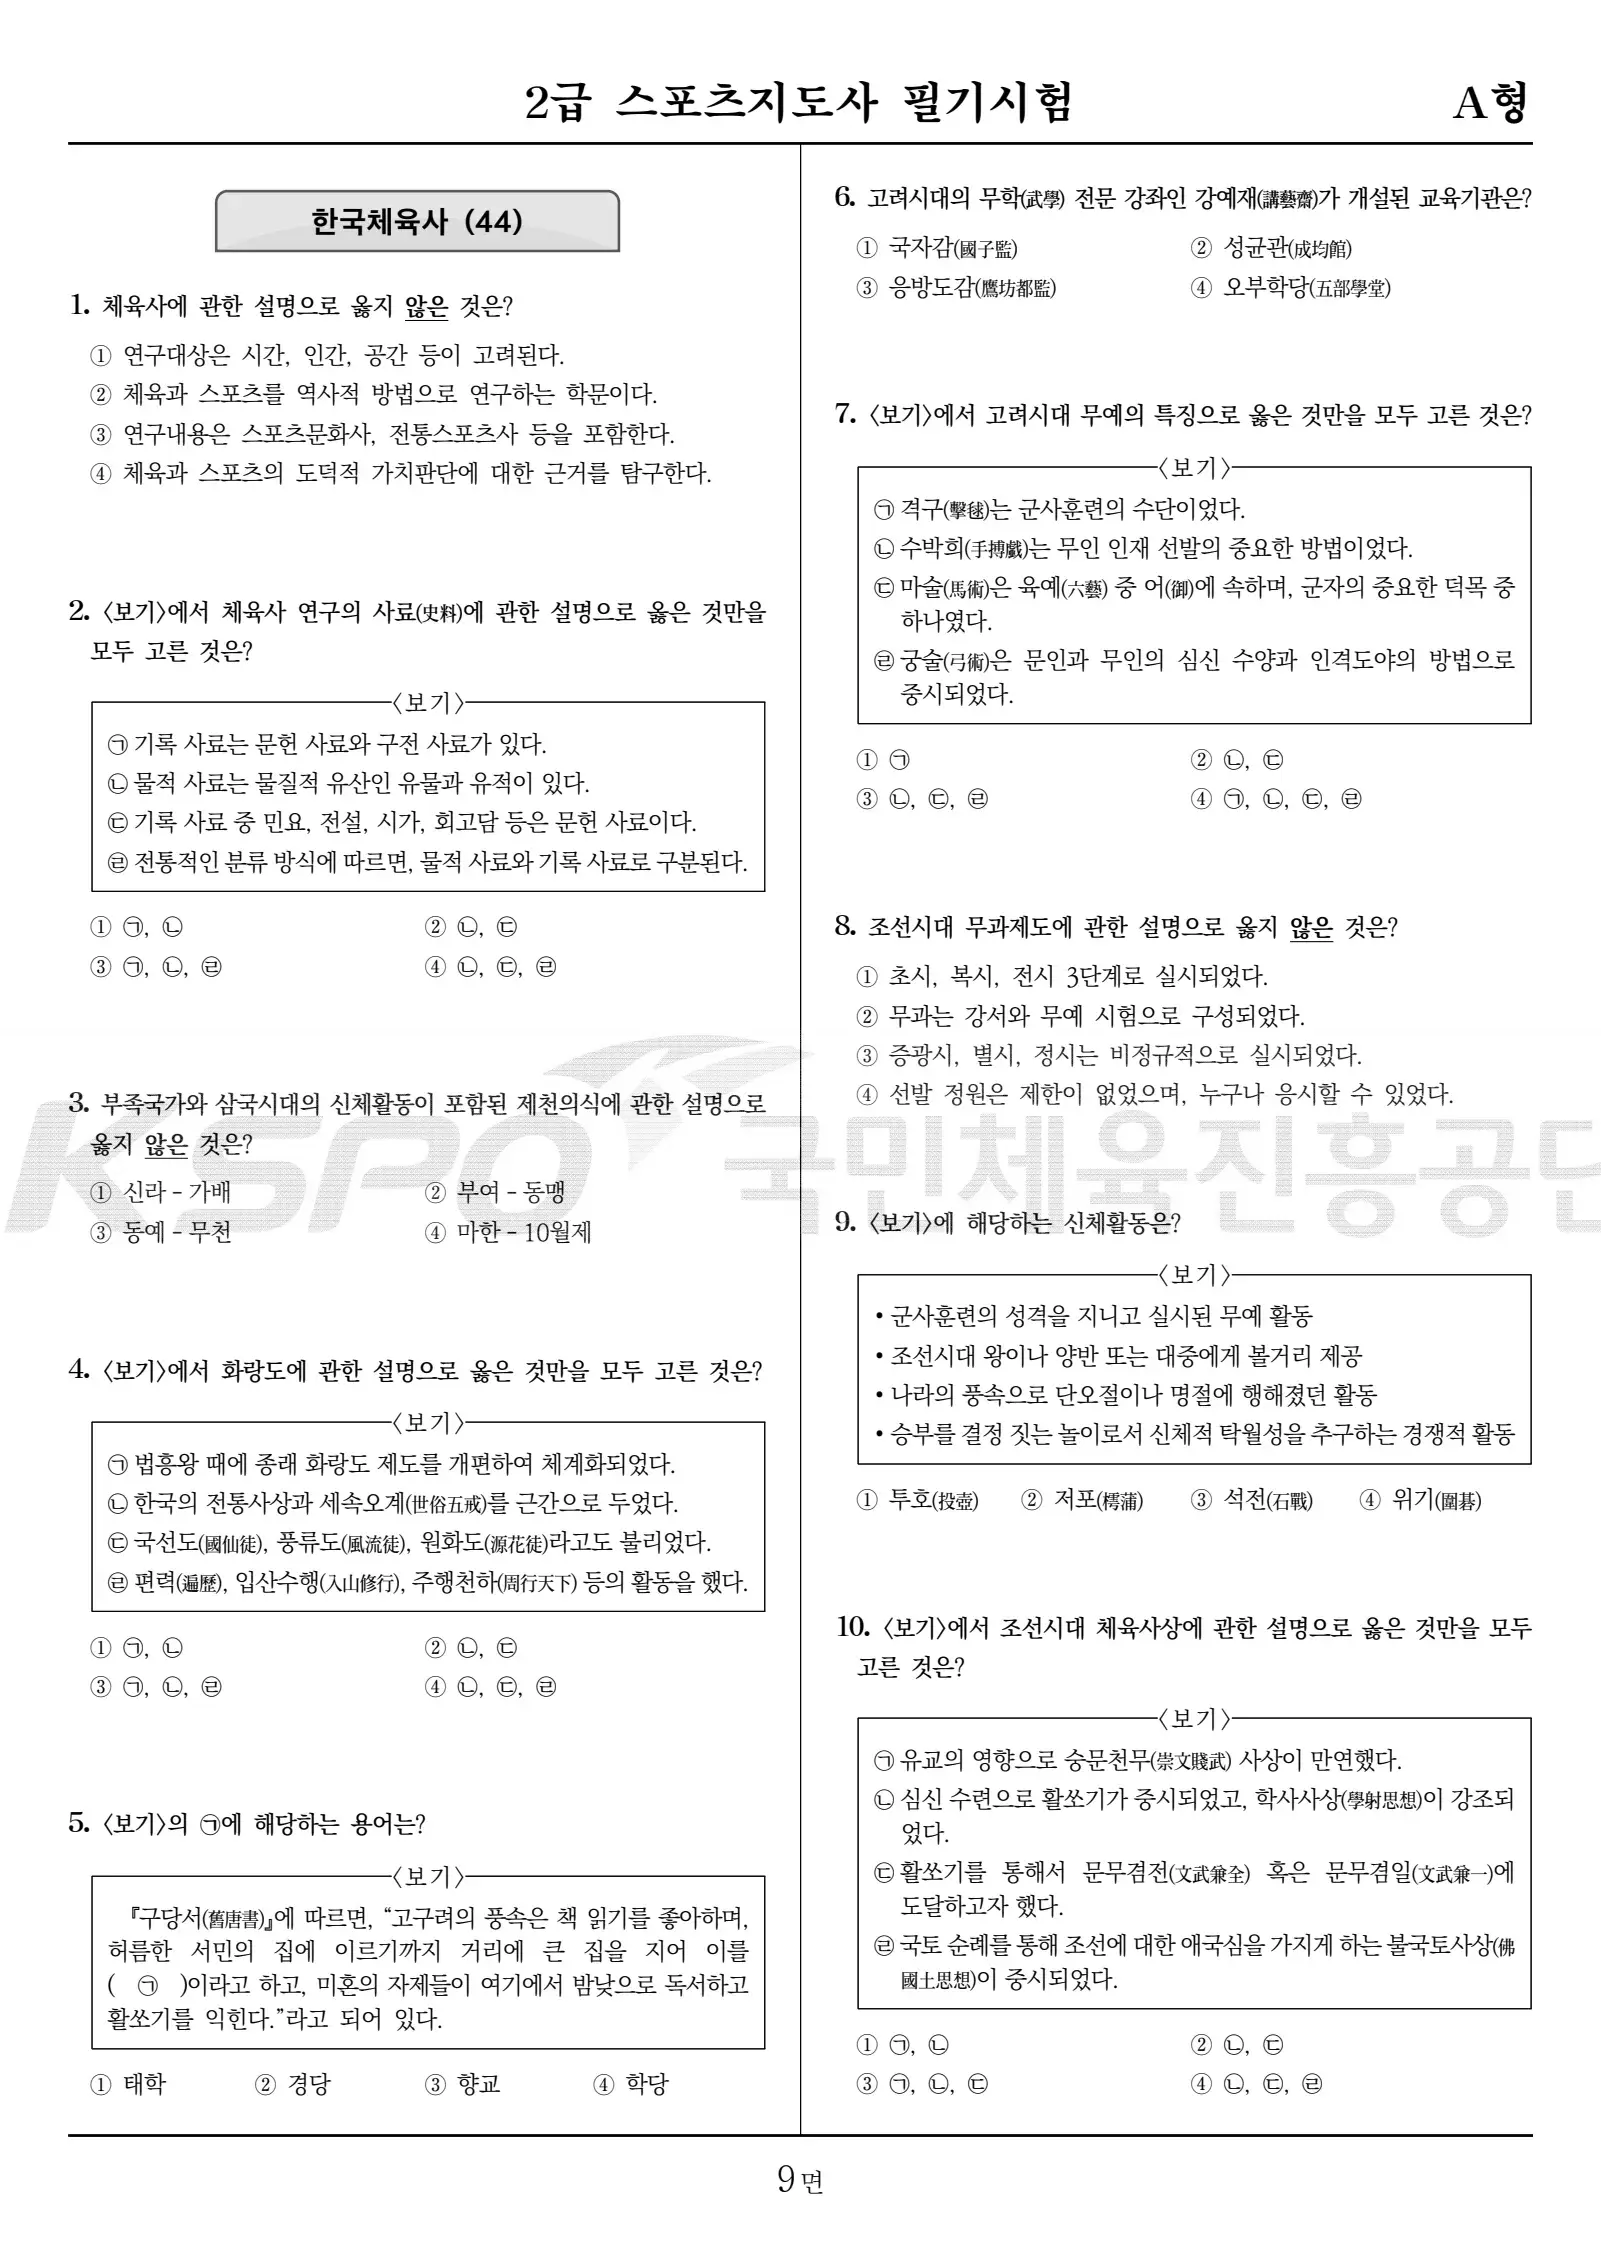 2급 스포츠지도사 필기시험
A형
한국체육사 (44)
1. 체육사에 관한 설명으로 옳지 않은 것은?
① 연구대상은 시간, 인간, 공간 등이 고려된다.
② 체육과 스포츠를 역사적 방법으로 연구하는 학문이다.
③ 연구내용은 스포츠문화사, 전통스포츠사 등을 포함한다.
④ 체육과 스포츠의 도덕적 가치판단에 대한 근거를 탐구한다.
2. 〈보기〉에서 체육사 연구의 사료(史料)에 관한 설명으로 옳은 것만을
모두 고른 것은?
〈보기〉
㉠ 기록 사료는 문헌 사료와 구전 사료가 있다.
㉡ 물적 사료는 물질적 유산인 유물과 유적이 있다.
㉢ 기록 사료 중 민요, 전설, 시가, 회고담 등은 문헌 사료이다.
㉣ 전통적인 분류 방식에 따르면, 물적 사료와 기록 사료로 구분된다.
① ㉠, ㉡
② ㉡, ㉢
③ ㉠, ㉡, ㉣
④ ㉡, ㉢, ㉣
3. 부족국가와 삼국시대의 신체활동이 포함된 제천의식에 관한 설명으로
옳지 않은 것은?
① 신라 - 가배
② 부여 - 동맹
③ 동예 - 무천
④ 마한 - 10월제
4. 〈보기〉에서 화랑도에 관한 설명으로 옳은 것만을 모두 고른 것은?
〈보기〉
㉠ 법흥왕 때에 종래 화랑도 제도를 개편하여 체계화되었다.
㉡ 한국의 전통사상과 세속오계(世俗五戒)를 근간으로 두었다.
㉢ 국선도(國仙徒), 풍류도(風流徒), 원화도(源花徒)라고도 불리었다.
㉣ 편력(遍歷), 입산수행(入山修行), 주행천하(周行天下) 등의 활동을 했다.
① ㉠, ㉡
② ㉡, ㉢
③ ㉠, ㉡, ㉣
④ ㉡, ㉢, ㉣
5. 〈보기〉의 ㉠에 해당하는 용어는?
〈보기〉
『구당서(舊唐書)』에 따르면, “고구려의 풍속은 책 읽기를 좋아하며,
허름한 서민의 집에 이르기까지 거리에 큰 집을 지어 이를
( ㉠ )이라고 하고, 미혼의 자제들이 여기에서 밤낮으로 독서하고
활쏘기를 익힌다.”라고 되어 있다.
① 태학 ② 경당 ③ 향교 ④ 학당
6. 고려시대의 무학(武學) 전문 강좌인 강예재(講藝齋)가 개설된 교육기관은?
① 국자감(國子監)
② 성균관(成均館)
③ 응방도감(鷹坊都監)
④ 오부학당(五部學堂)
7. 〈보기〉에서 고려시대 무예의 특징으로 옳은 것만을 모두 고른 것은?
〈보기〉
㉠ 격구(擊毬)는 군사훈련의 수단이었다.
㉡ 수박희(手搏戱)는 무인 인재 선발의 중요한 방법이었다.
㉢ 마술(馬術)은 육예(六藝) 중 어(御)에 속하며, 군자의 중요한 덕목 중
하나였다.
㉣ 궁술(弓術)은 문인과 무인의 심신 수양과 인격도야의 방법으로
중시되었다.
① ㉠
② ㉡, ㉢
③ ㉡, ㉢, ㉣
④ ㉠, ㉡, ㉢, ㉣
8. 조선시대 무과제도에 관한 설명으로 옳지 않은 것은?
① 초시, 복시, 전시 3단계로 실시되었다.
② 무과는 강서와 무예 시험으로 구성되었다.
③ 증광시, 별시, 정시는 비정규적으로 실시되었다.
④ 선발 정원은 제한이 없었으며, 누구나 응시할 수 있었다.
KSPO 국민체육진흥공단
9. 〈보기〉에 해당하는 신체활동은?
〈보기〉
• 군사훈련의 성격을 지니고 실시된 무예 활동
• 조선시대 왕이나 양반 또는 대중에게 볼거리 제공
• 나라의 풍속으로 단오절이나 명절에 행해졌던 활동
• 승부를 결정 짓는 놀이로서 신체적 탁월성을 추구하는 경쟁적 활동
① 투호(投壺) ② 저포(樗蒲) ③ 석전(石戰) ④ 위기(圍碁)
10. 〈보기〉에서 조선시대 체육사상에 관한 설명으로 옳은 것만을 모두
고른 것은?
〈보기〉
㉠ 유교의 영향으로 숭문천무(崇文賤武) 사상이 만연했다.
㉡ 심신 수련으로 활쏘기가 중시되었고, 학사사상(學射思想)이 강조되
었다.
㉢ 활쏘기를 통해서 문무겸전(文武兼全) 혹은 문무겸일(文武兼一)에
도달하고자 했다.
㉣ 국토 순례를 통해 조선에 대한 애국심을 가지게 하는 불국토사상(佛
國土思想)이 중시되었다.
① ㉠, ㉡
② ㉡, ㉢
③ ㉠, ㉡, ㉢
④ ㉡, ㉢, ㉣
9면